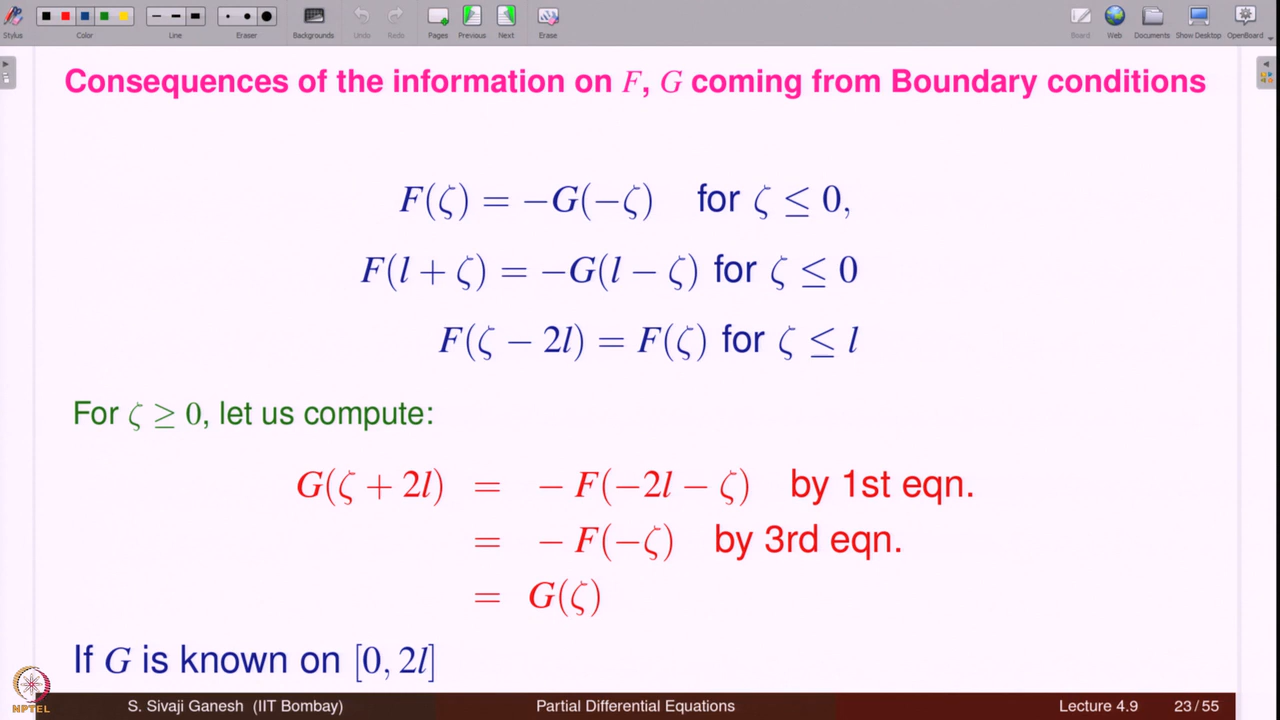 Stylus
Color
Line
Eraser
Backgrounds
Undo
Redo
Pages
Previous
Next
Erase
Board
Web
Documents
Show Desktop
OpenBoard
Consequences of the information on F, G coming from Boundary conditions
F(ζ) = −G(−ζ) for ζ ≤ 0,
F(l + ζ) = −G(l − ζ) for ζ ≤ 0
F(ζ − 2l) = F(ζ) for ζ ≤ l
For ζ ≥ 0, let us compute:
G(ζ + 2l) = − F(−2l − ζ) by 1st eqn.
= − F(−ζ) by 3rd eqn.
= G(ζ)
If G is known on [0, 2l]
NPTEL
S. Sivaji Ganesh (IIT Bombay) Partial Differential Equations Lecture 4.9 23 / 55